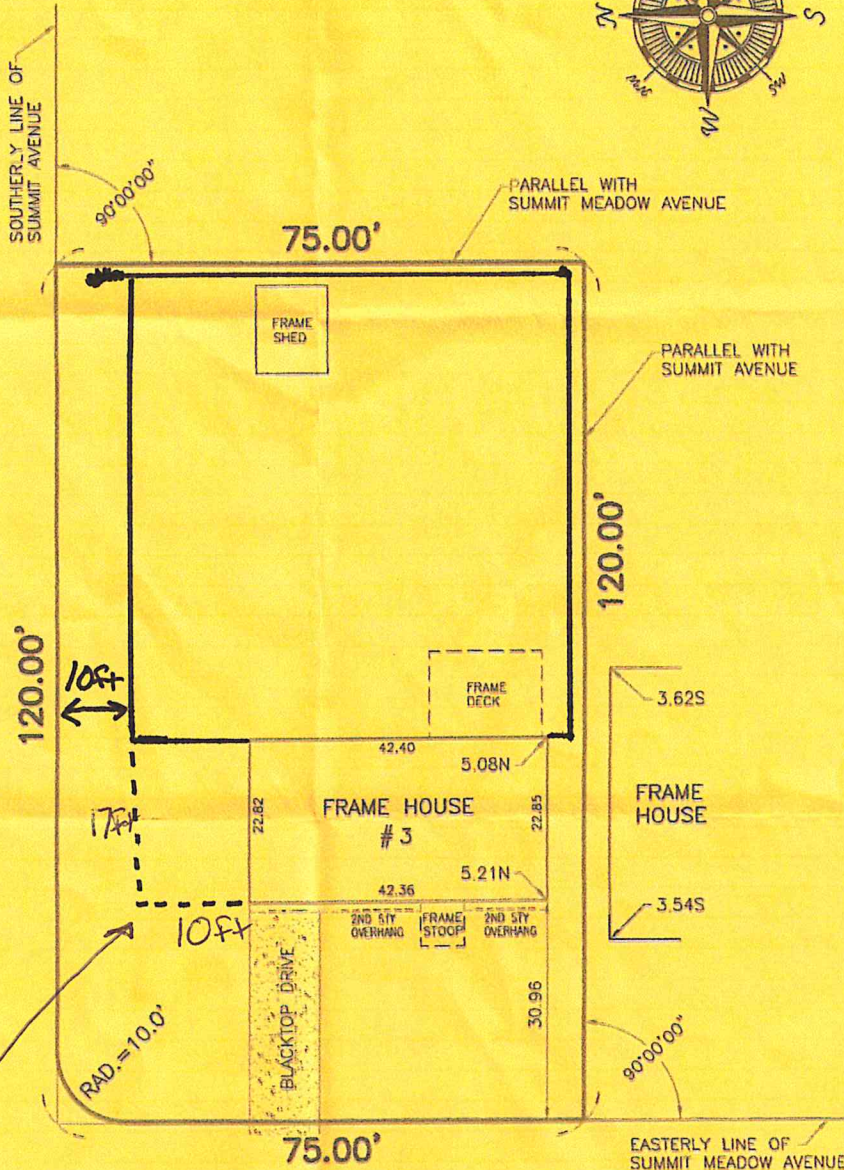 N
S
NW
SW
W
SOUTHERLY LINE OF
SUMMIT AVENUE
90°00'00"
PARALLEL WITH
SUMMIT MEADOW AVENUE
75.00'
FRAME
SHED
PARALLEL WITH
SUMMIT AVENUE
120.00'
120.00'
10ft
FRAME
DECK
3.62S
42.40
5.08N
17ft
22.82
FRAME HOUSE
# 3
22.85
FRAME
HOUSE
5.21N
42.36
3.54S
10ft
2ND STY
OVERHANG
FRAME
STOOP
2ND STY
OVERHANG
BLACKTOP DRIVE
30.96
RAD.=10.0'
90°00'00"
75.00'
EASTERLY LINE OF
SUMMIT MEADOW AVENUE